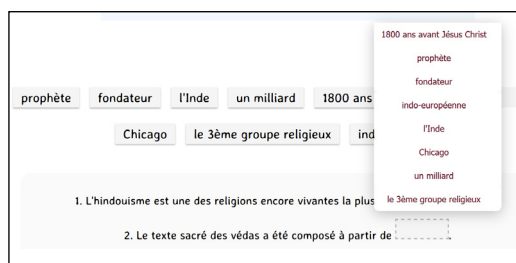 1800 ans avant Jésus Christ
prophète
fondateur
indo-européenne
l'Inde
Chicago
un milliard
le 3ème groupe religieux
prophète fondateur l'Inde un milliard 1800 ans
Chicago le 3ème groupe religieux ind
1. L'hindouisme est une des religions encore vivantes la plus
2. Le texte sacré des védas a été composé à partir de .